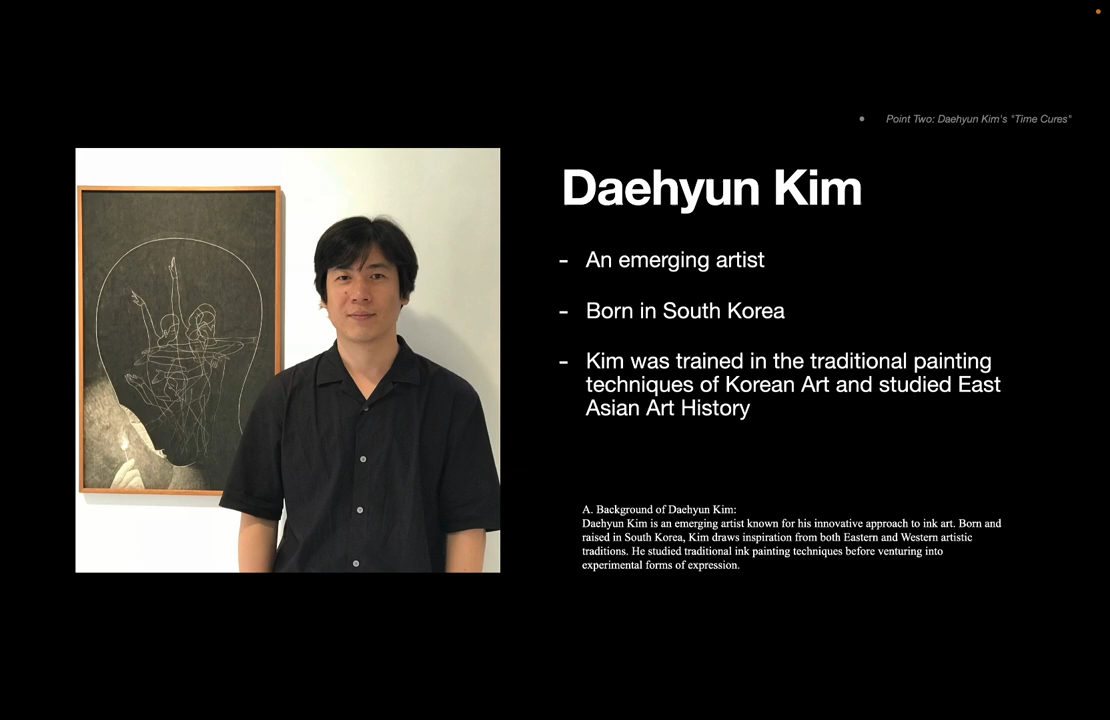 Point Two: Daehyun Kim's "Time Cures"
Daehyun Kim
- An emerging artist
- Born in South Korea
- Kim was trained in the traditional painting
techniques of Korean Art and studied East
Asian Art History
A. Background of Daehyun Kim:
Daehyun Kim is an emerging artist known for his innovative approach to ink art. Born and
raised in South Korea, Kim draws inspiration from both Eastern and Western artistic
traditions. He studied traditional ink painting techniques before venturing into
experimental forms of expression.